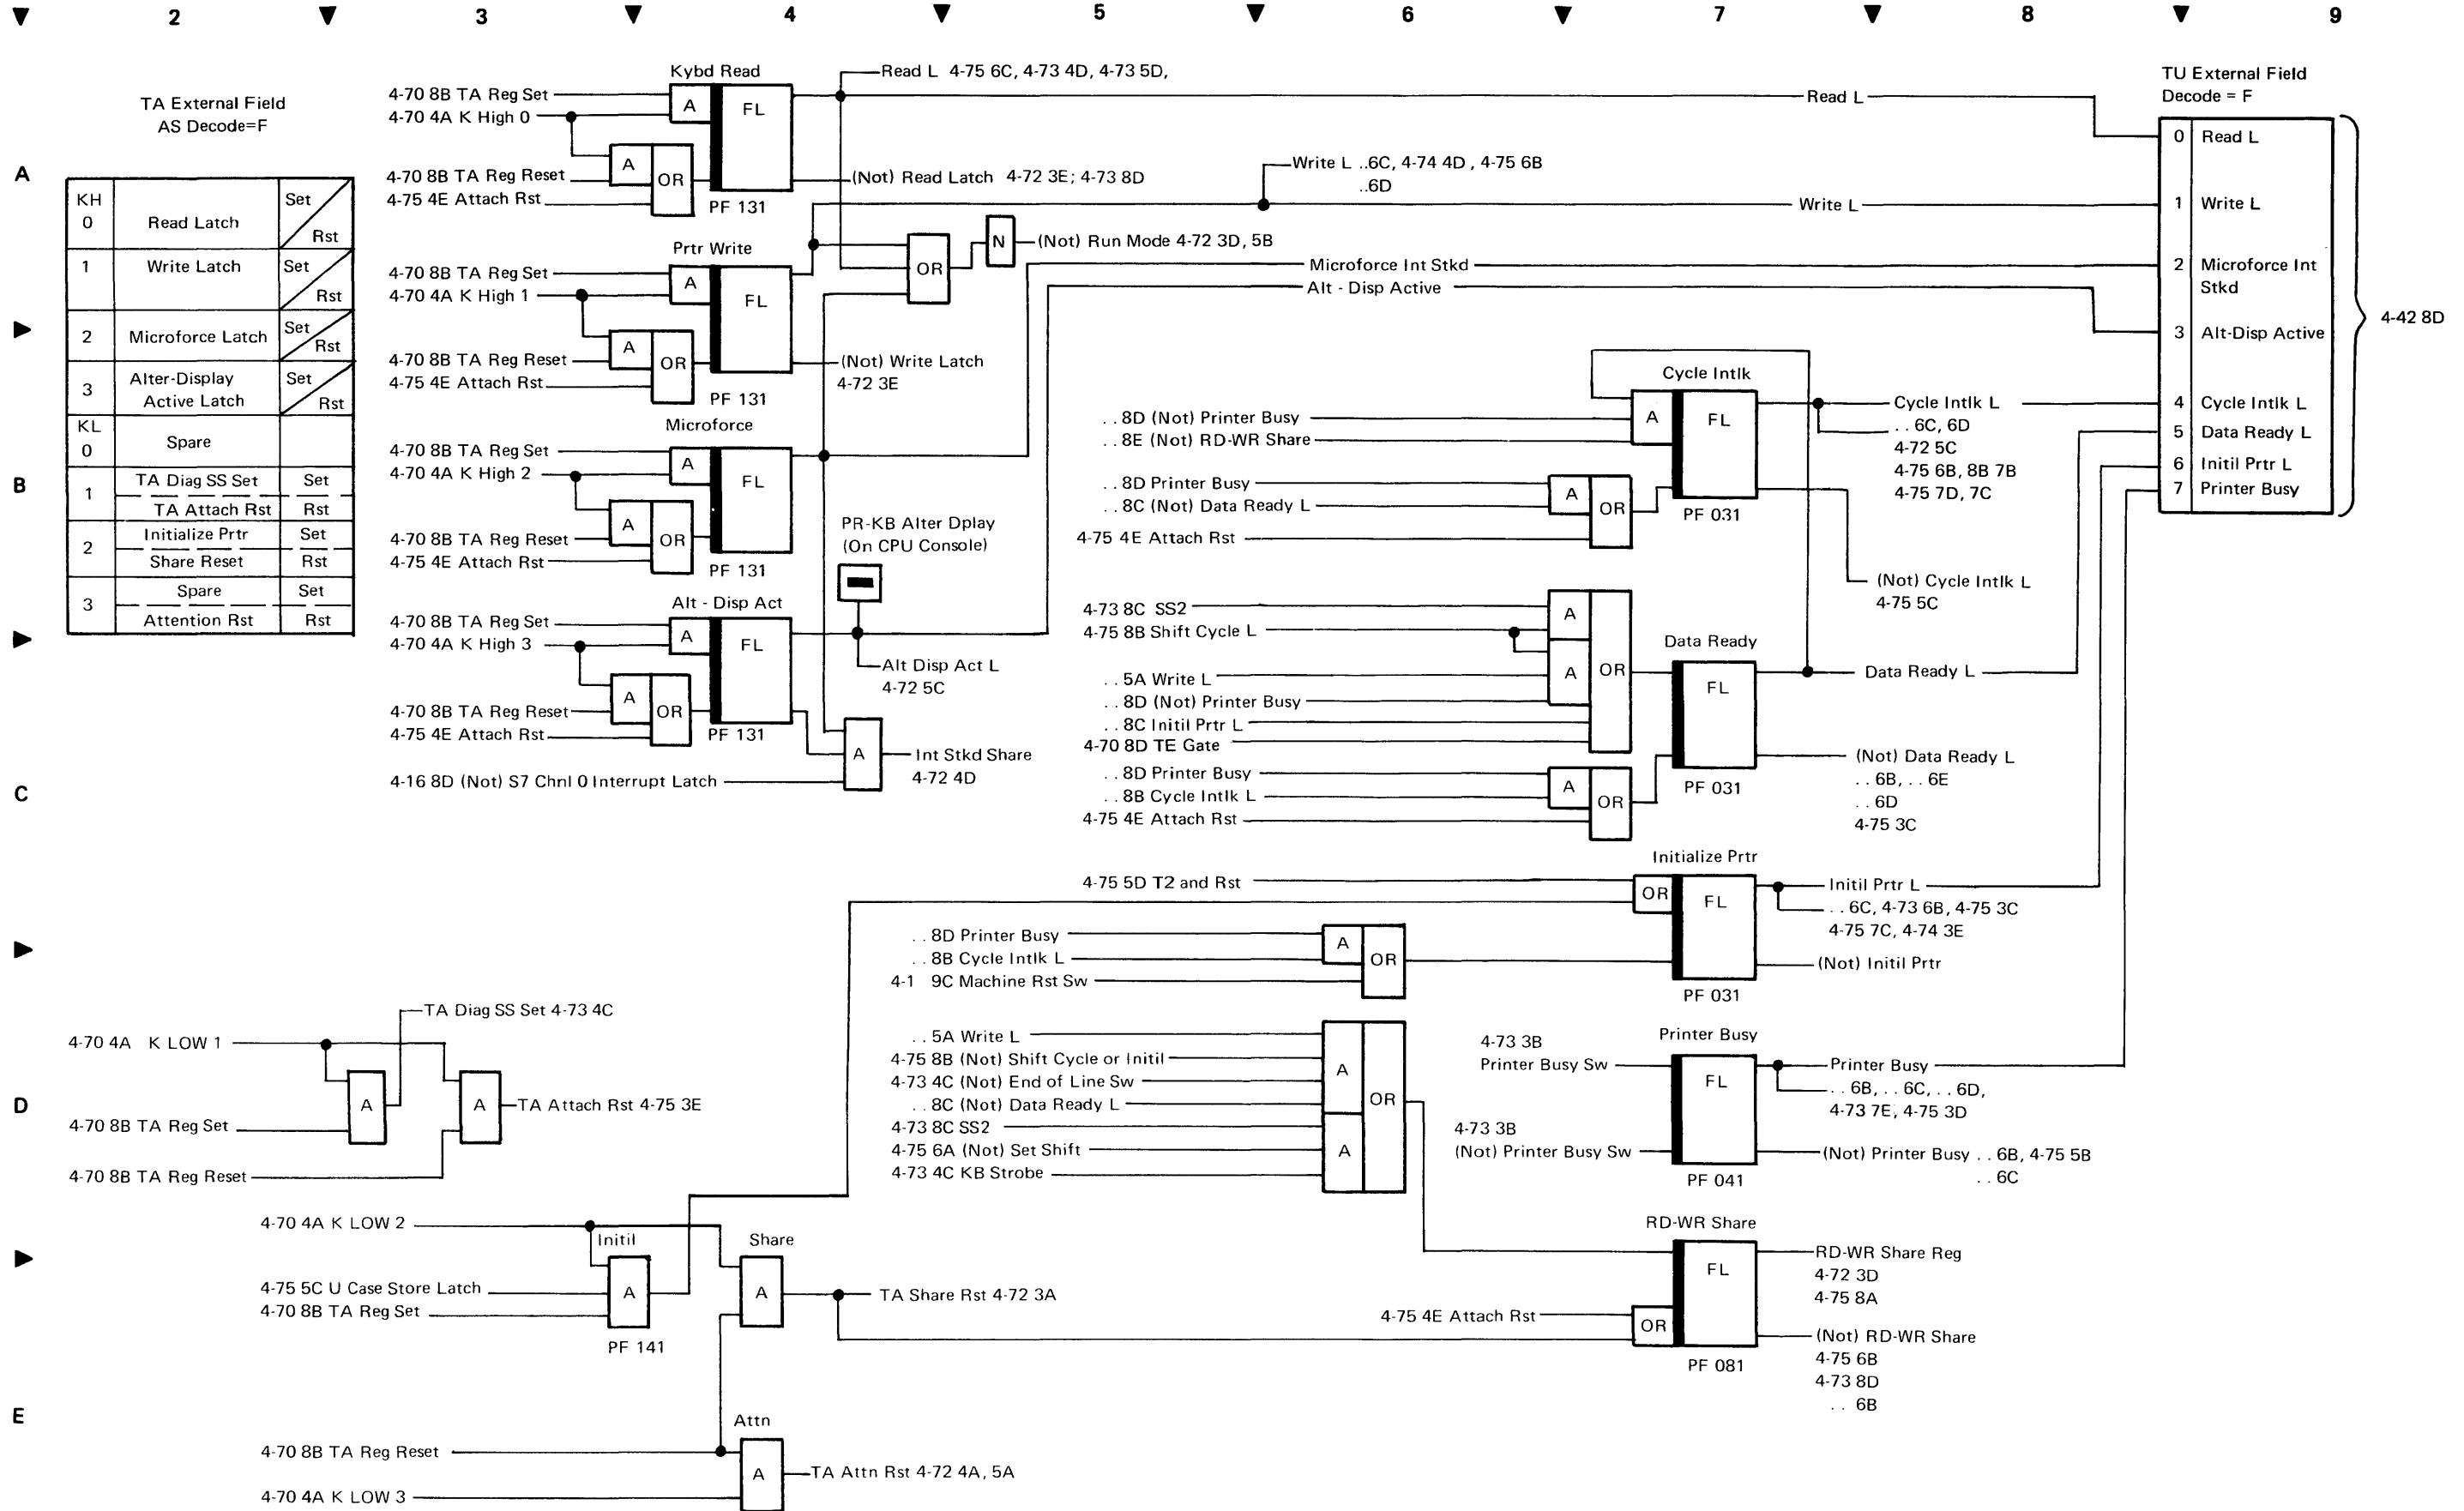 2 3 4 5 6 7 8 9
A
B
C
D
E
TA External Field
AS Decode=F
KH
0
Read Latch
Set
Rst
1
Write Latch
Set
Rst
2
Microforce Latch
Set
Rst
3
Alter-Display
Active Latch
Set
Rst
KL
0
Spare
1
TA Diag SS Set
Set
TA Attach Rst
Rst
2
Initialize Prtr
Set
Share Reset
Rst
3
Spare
Set
Attention Rst
Rst
Kybd Read
4-70 8B TA Reg Set
4-70 4A K High 0
A
FL
A
OR
4-70 8B TA Reg Reset
4-75 4E Attach Rst
PF 131
Read L 4-75 6C, 4-73 4D, 4-73 5D,
Read L
(Not) Read Latch 4-72 3E; 4-73 8D
Write L ..6C, 4-74 4D , 4-75 6B
..6D
Write L
Prtr Write
4-70 8B TA Reg Set
4-70 4A K High 1
A
FL
A
OR
4-70 8B TA Reg Reset
4-75 4E Attach Rst
PF 131
OR
N
(Not) Run Mode 4-72 3D, 5B
Microforce Int Stkd
Alt - Disp Active
(Not) Write Latch
4-72 3E
Microforce
4-70 8B TA Reg Set
4-70 4A K High 2
A
FL
A
OR
4-70 8B TA Reg Reset
4-75 4E Attach Rst
PF 131
PR-KB Alter Dplay
(On CPU Console)
Alt - Disp Act
4-70 8B TA Reg Set
4-70 4A K High 3
A
FL
A
OR
4-70 8B TA Reg Reset
4-75 4E Attach Rst
PF 131
Alt Disp Act L
4-72 5C
A
Int Stkd Share
4-72 4D
4-16 8D (Not) S7 Chnl 0 Interrupt Latch
TU External Field
Decode = F
0 Read L
1 Write L
2 Microforce Int
Stkd
3 Alt-Disp Active
4 Cycle Intlk L
5 Data Ready L
6 Initil Prtr L
7 Printer Busy
4-42 8D
Cycle Intlk
. . 8D (Not) Printer Busy
. . 8E (Not) RD-WR Share
A
FL
. . 8D Printer Busy
. . 8C (Not) Data Ready L
A
OR
4-75 4E Attach Rst
PF 031
Cycle Intlk L
. . 6C, 6D
4-72 5C
4-75 6B, 8B 7B
4-75 7D, 7C
(Not) Cycle Intlk L
4-75 5C
4-73 8C SS2
4-75 8B Shift Cycle L
A
. . 5A Write L
. . 8D (Not) Printer Busy
A
OR
. . 8C Initil Prtr L
4-70 8D TE Gate
Data Ready
FL
PF 031
. . 8D Printer Busy
. . 8B Cycle Intlk L
A
OR
4-75 4E Attach Rst
Data Ready L
(Not) Data Ready L
. . 6B, . . 6E
. . 6D
4-75 3C
Initialize Prtr
4-75 5D T2 and Rst
OR
FL
PF 031
Initil Prtr L
. . 6C, 4-73 6B, 4-75 3C
4-75 7C, 4-74 3E
(Not) Initil Prtr
. . 8D Printer Busy
. . 8B Cycle Intlk L
A
OR
4-1 9C Machine Rst Sw
. . 5A Write L
4-75 8B (Not) Shift Cycle or Initil
4-73 4C (Not) End of Line Sw
. . 8C (Not) Data Ready L
A
OR
4-73 8C SS2
4-75 6A (Not) Set Shift
4-73 4C KB Strobe
A
Printer Busy
4-73 3B
Printer Busy Sw
FL
4-73 3B
(Not) Printer Busy Sw
PF 041
Printer Busy
. . 6B, . . 6C, . . 6D,
4-73 7E, 4-75 3D
(Not) Printer Busy . . 6B, 4-75 5B
. . 6C
RD-WR Share
FL
4-75 4E Attach Rst
OR
PF 081
RD-WR Share Reg
4-72 3D
4-75 8A
(Not) RD-WR Share
4-75 6B
4-73 8D
. . 6B
TA Diag SS Set 4-73 4C
4-70 4A K LOW 1
A
A
TA Attach Rst 4-75 3E
4-70 8B TA Reg Set
4-70 8B TA Reg Reset
4-70 4A K LOW 2
Initil
Share
4-75 5C U Case Store Latch
4-70 8B TA Reg Set
A
A
PF 141
TA Share Rst 4-72 3A
Attn
4-70 8B TA Reg Reset
A
TA Attn Rst 4-72 4A, 5A
4-70 4A K LOW 3